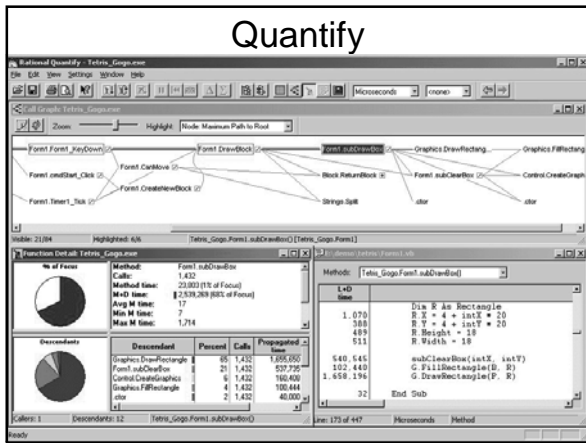 Quantify
Rational Quantify - Tetris_Gogo.exe
File Edit View Settings Window Help
Microseconds <none>
Call Graph: Tetris_Gogo.exe
Zoom: Highlight: Node: Maximum Path to Root
Form1.Form1_KeyDown Form1.DrawBlock Form1.subDrawBox Graphics.DrawRectang... Graphics.FillRectang
Form1.CanMove
Form1.cmdStart_Click Block.ReturnBlock Form1.subClearBox Control.CreateGraph
Form1.CreateNewBlock
Form1.Timer1_Tick Strings.Split .ctor .ctor
Visible: 21/84 Highlighted: 6/6 Tetris_Gogo.Form1.subDrawBox() [Tetris_Gogo.Form1]
Function Detail: Tetris_Gogo.exe
% of Focus
Method: Form1.subDrawBox
Calls: 1,432
Method time: 23,003 (1% of Focus)
M+D time: 2,539,269 (68% of Focus)
Avg M time 17
Min M time 7
Max M time 1,714
Descendants
Descendant Percent Calls Propagated time
Graphics.DrawRectangle 65 1,432 1,655,650
Form1.subClearBox 21 1,432 537,735
Control.CreateGraphics 6 1,432 160,400
Graphics.FillRectangle 4 1,432 100,444
.ctor 2 1,432 40,000
Callers: 1 Descendants: 12 Tetris_Gogo.Form1.subDrawBox()
Methods: Tetris_Gogo.Form1.subDrawBox()
L+D time
Dim R As Rectangle
1.070 R.X = 4 + intX * 20
388 R.Y = 4 + intY * 20
489 R.Height = 18
511 R.Width = 18
540.545 subClearBox(intX, intY)
102.440 G.FillRectangle(B, R)
1.658.196 G.DrawRectangle(P, R)
32 End Sub
Line: 173 of 447 Microseconds Method
Ready